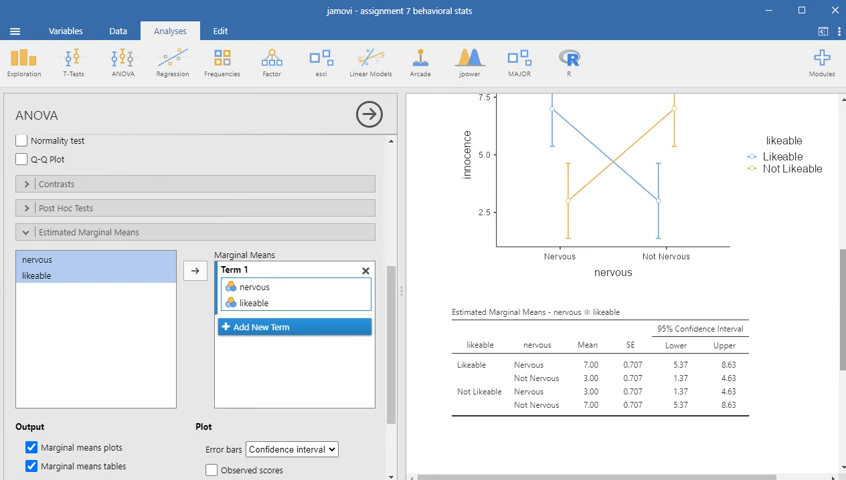 jamovi - assignment 7 behavioral stats
Variables Data Analyses Edit
Exploration T-Tests ANOVA Regression Frequencies Factor esci Linear Models Arcade jpower MAJOR R Modules
ANOVA
Normality test
Q-Q Plot
Contrasts
Post Hoc Tests
Estimated Marginal Means
nervous
likeable
Marginal Means
Term 1
nervous
likeable
+ Add New Term
Output
Marginal means plots
Marginal means tables
Plot
Error bars Confidence interval
Observed scores
7.5
5.0
2.5
innocence
Nervous Not Nervous
nervous
likeable
Likeable
Not Likeable
Estimated Marginal Means - nervous ✻ likeable
95% Confidence Interval
likeable nervous Mean SE Lower Upper
Likeable Nervous 7.00 0.707 5.37 8.63
Not Nervous 3.00 0.707 1.37 4.63
Not Likeable Nervous 3.00 0.707 1.37 4.63
Not Nervous 7.00 0.707 5.37 8.63